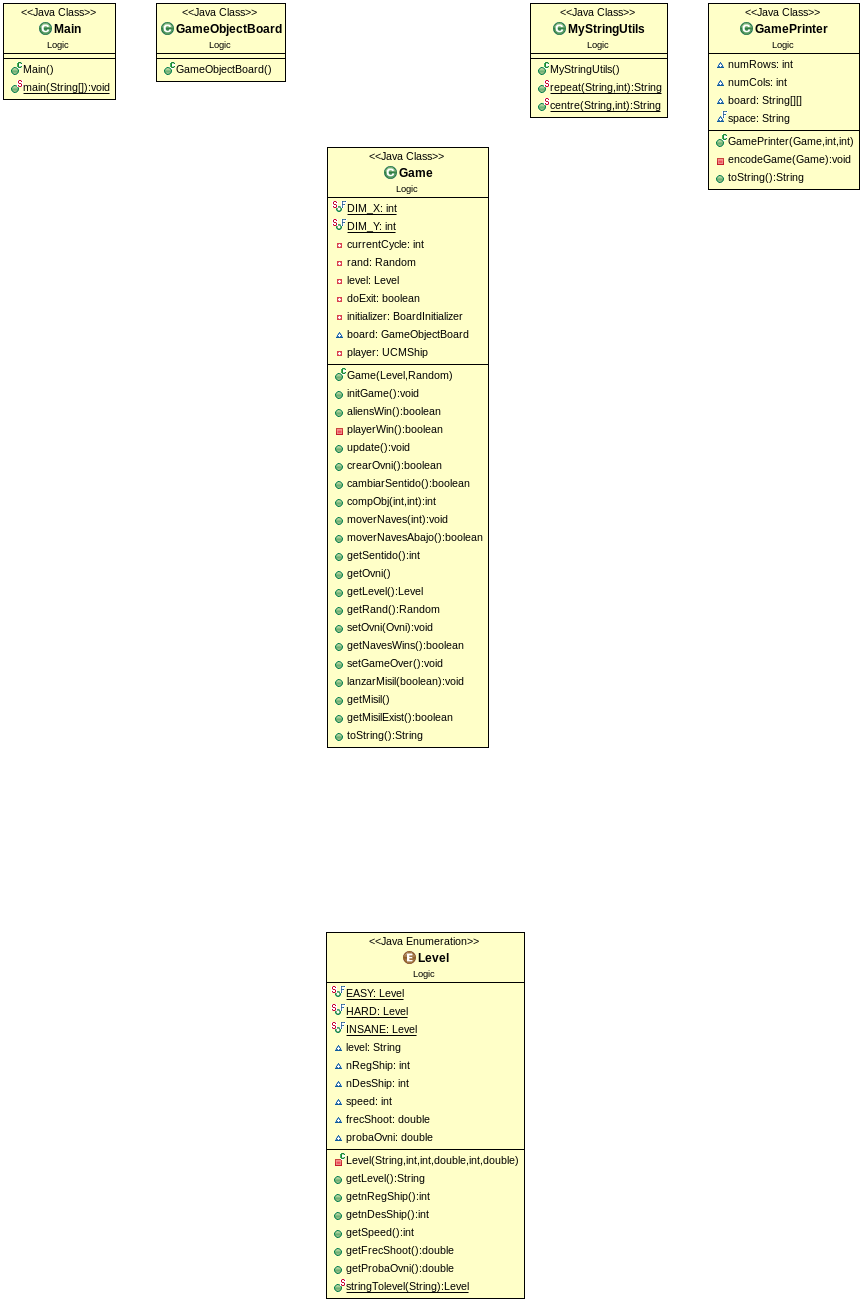 <<Java Class>>
Main
Logic
Main()
main(String[]):void
<<Java Class>>
GameObjectBoard
Logic
GameObjectBoard()
<<Java Class>>
MyStringUtils
Logic
MyStringUtils()
repeat(String,int):String
centre(String,int):String
<<Java Class>>
GamePrinter
Logic
numRows: int
numCols: int
board: String[][]
space: String
GamePrinter(Game,int,int)
encodeGame(Game):void
toString():String
<<Java Class>>
Game
Logic
DIM_X: int
DIM_Y: int
currentCycle: int
rand: Random
level: Level
doExit: boolean
initializer: BoardInitializer
board: GameObjectBoard
player: UCMShip
Game(Level,Random)
initGame():void
aliensWin():boolean
playerWin():boolean
update():void
crearOvni():boolean
cambiarSentido():boolean
compObj(int,int):int
moverNaves(int):void
moverNavesAbajo():boolean
getSentido():int
getOvni()
getLevel():Level
getRand():Random
setOvni(Ovni):void
getNavesWins():boolean
setGameOver():void
lanzarMisil(boolean):void
getMisil()
getMisilExist():boolean
toString():String
<<Java Enumeration>>
Level
Logic
EASY: Level
HARD: Level
INSANE: Level
level: String
nRegShip: int
nDesShip: int
speed: int
frecShoot: double
probaOvni: double
Level(String,int,int,double,int,double)
getLevel():String
getnRegShip():int
getnDesShip():int
getSpeed():int
getFrecShoot():double
getProbaOvni():double
stringTolevel(String):Level